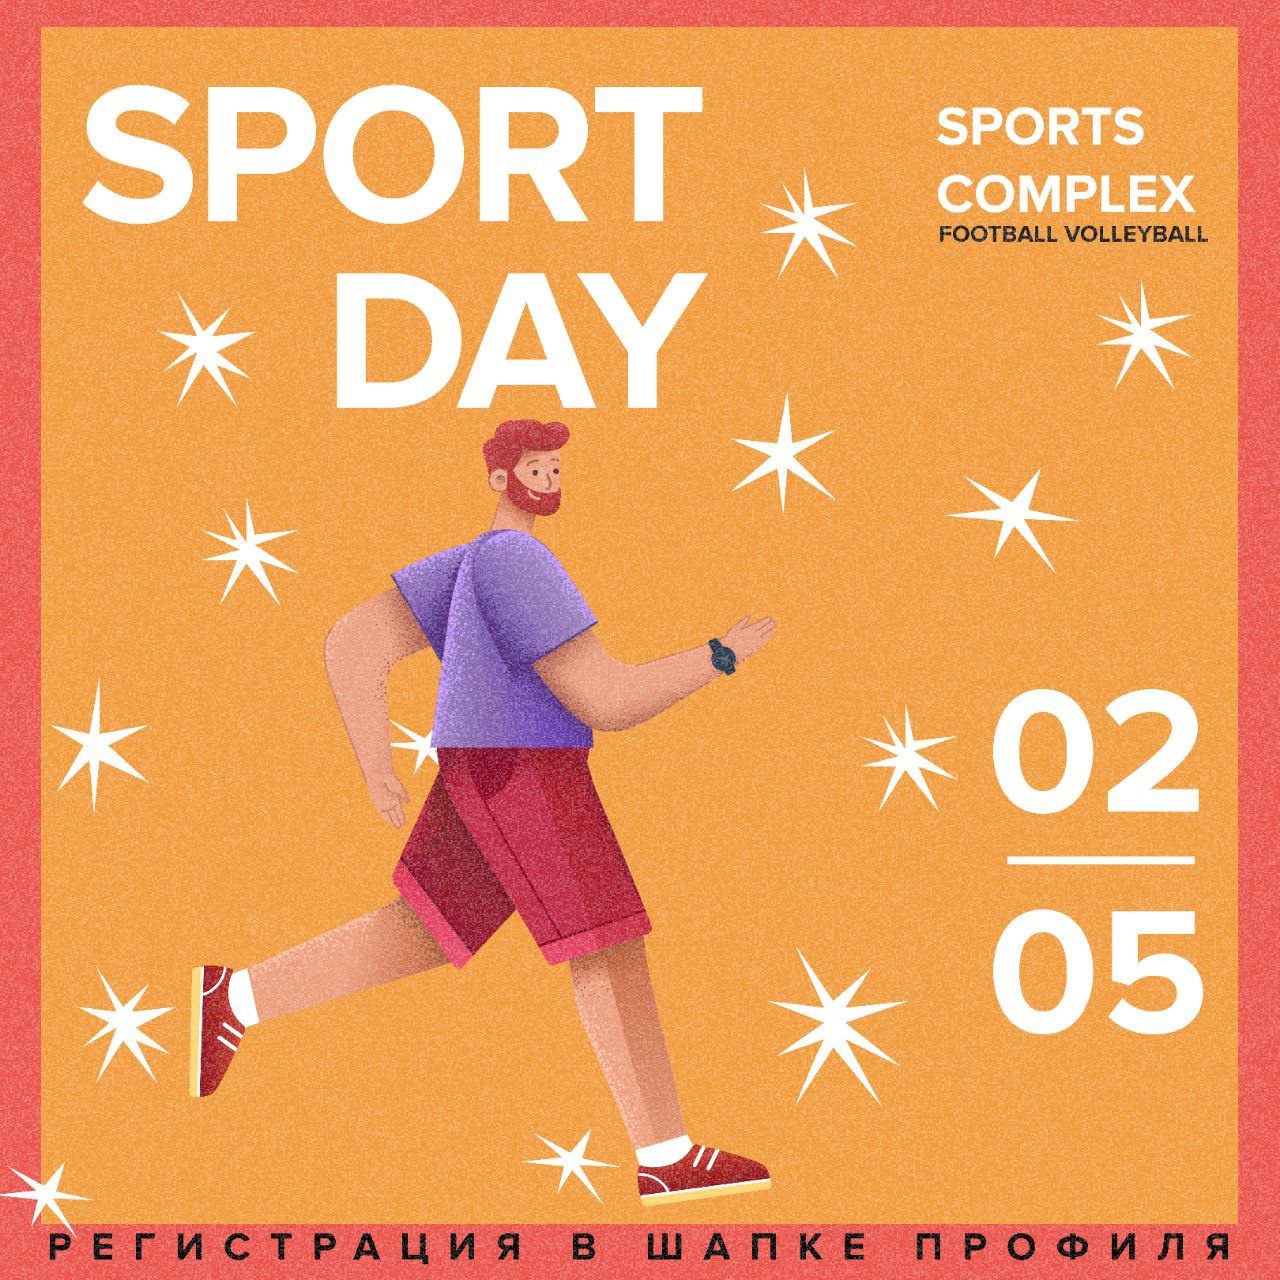 SPORT
DAY
SPORTS
COMPLEX
FOOTBALL VOLLEYBALL
02
05
РЕГИСТРАЦИЯ В ШАПКЕ ПРОФИЛЯ